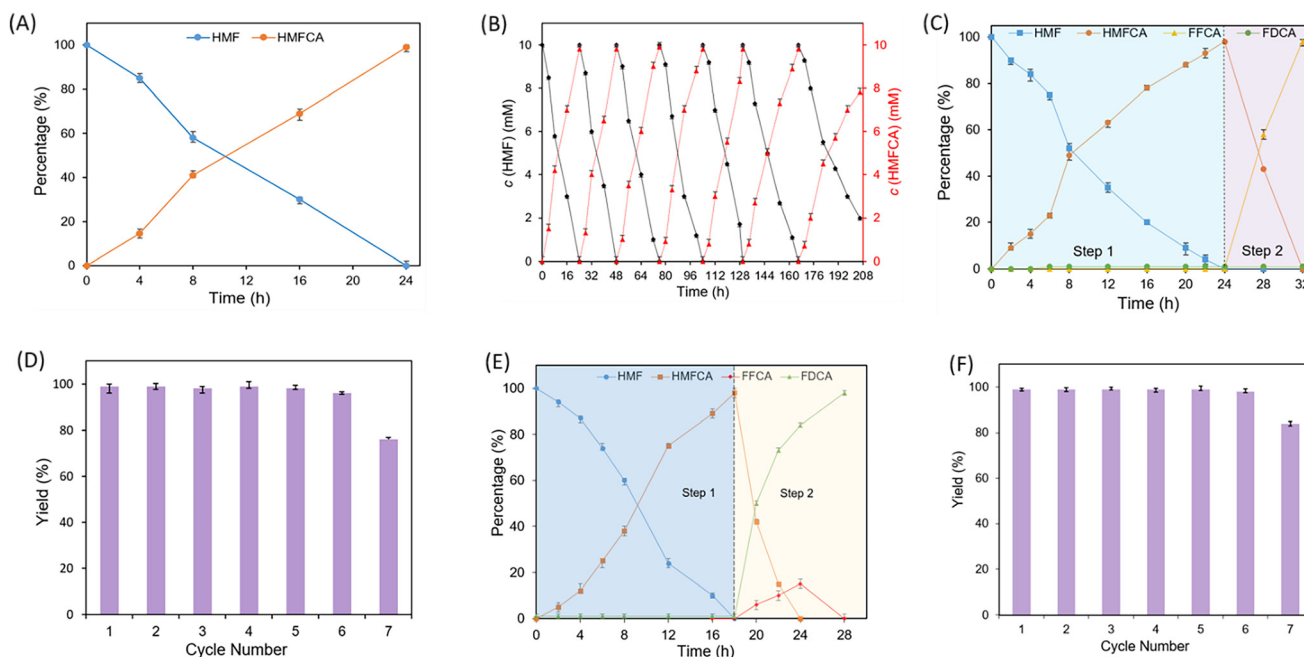 (A)
HMF HMFCA
100
80
60
40
20
0
Percentage (%)
0 4 8 12 16 20 24
Time (h)
(B)
10
8
6
4
2
0
c (HMF) (mM)
10
8
6
4
2
0
c (HMFCA) (mM)
0 16 32 48 64 80 96 112 128 144 160 176 192 208
Time (h)
(C)
HMF HMFCA FFCA FDCA
100
80
60
40
20
0
Percentage (%)
Step 1 Step 2
0 4 8 12 16 20 24 28 32
Time (h)
(D)
100
80
60
40
20
0
Yield (%)
1 2 3 4 5 6 7
Cycle Number
(E)
HMF HMFCA FFCA FDCA
100
80
60
40
20
0
Percentage (%)
Step 1 Step 2
0 4 8 12 16 20 24 28
Time (h)
(F)
100
80
60
40
20
0
Yield (%)
1 2 3 4 5 6 7
Cycle Number